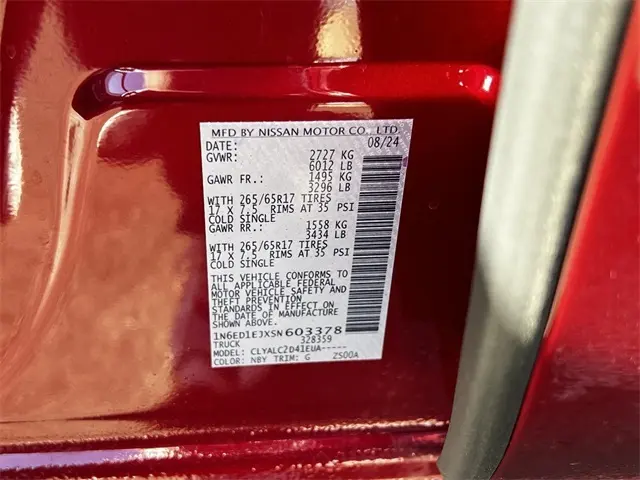 MFD BY NISSAN MOTOR CO., LTD
DATE: 08/24
GVWR: 2727 KG
6012 LB
GAWR FR.: 1495 KG
3296 LB
WITH 265/65R17 TIRES
17 X 7.5 RIMS AT 35 PSI
COLD SINGLE
GAWR RR.: 1558 KG
3434 LB
WITH 265/65R17 TIRES
17 X 7.5 RIMS AT 35 PSI
COLD SINGLE
THIS VEHICLE CONFORMS TO
ALL APPLICABLE FEDERAL
MOTOR VEHICLE SAFETY AND
THEFT PREVENTION
STANDARDS IN EFFECT ON
THE DATE OF MANUFACTURE
SHOWN ABOVE.
1N6ED1EJXSN603378
TRUCK 328359
MODEL: CLYALC2D41EUA-----
COLOR: NBY TRIM: G Z500A